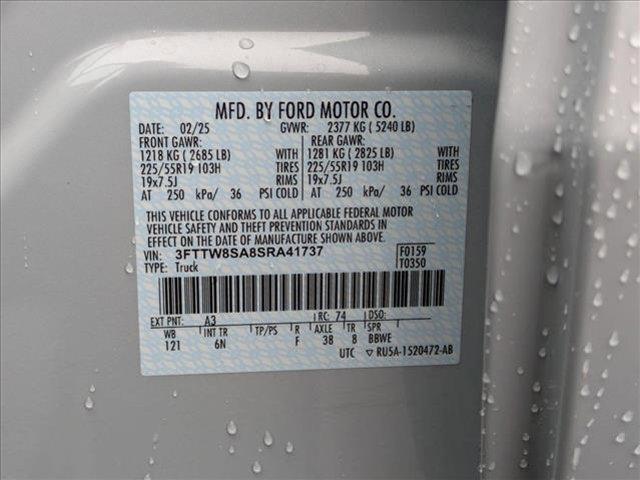 MFD. BY FORD MOTOR CO.
DATE: 02/25 GVWR: 2377 KG ( 5240 LB)
FRONT GAWR: REAR GAWR:
1218 KG ( 2685 LB) WITH 1281 KG ( 2825 LB) WITH
225/55R19 103H TIRES 225/55R19 103H TIRES
19x7.5J RIMS 19x7.5J RIMS
AT 250 kPa/ 36 PSI COLD AT 250 kPa/ 36 PSI COLD
THIS VEHICLE CONFORMS TO ALL APPLICABLE FEDERAL MOTOR
VEHICLE SAFETY AND THEFT PREVENTION STANDARDS IN
EFFECT ON THE DATE OF MANUFACTURE SHOWN ABOVE.
VIN: 3FTTW8SA8SRA41737 F0159
TYPE: Truck T0350
EXT PNT: A3 RC: 74 DSO:
WB INT TR TP/PS R AXLE TR SPR
121 6N F 38 8 BBWE
UTC ▽ RU5A-1520472-AB